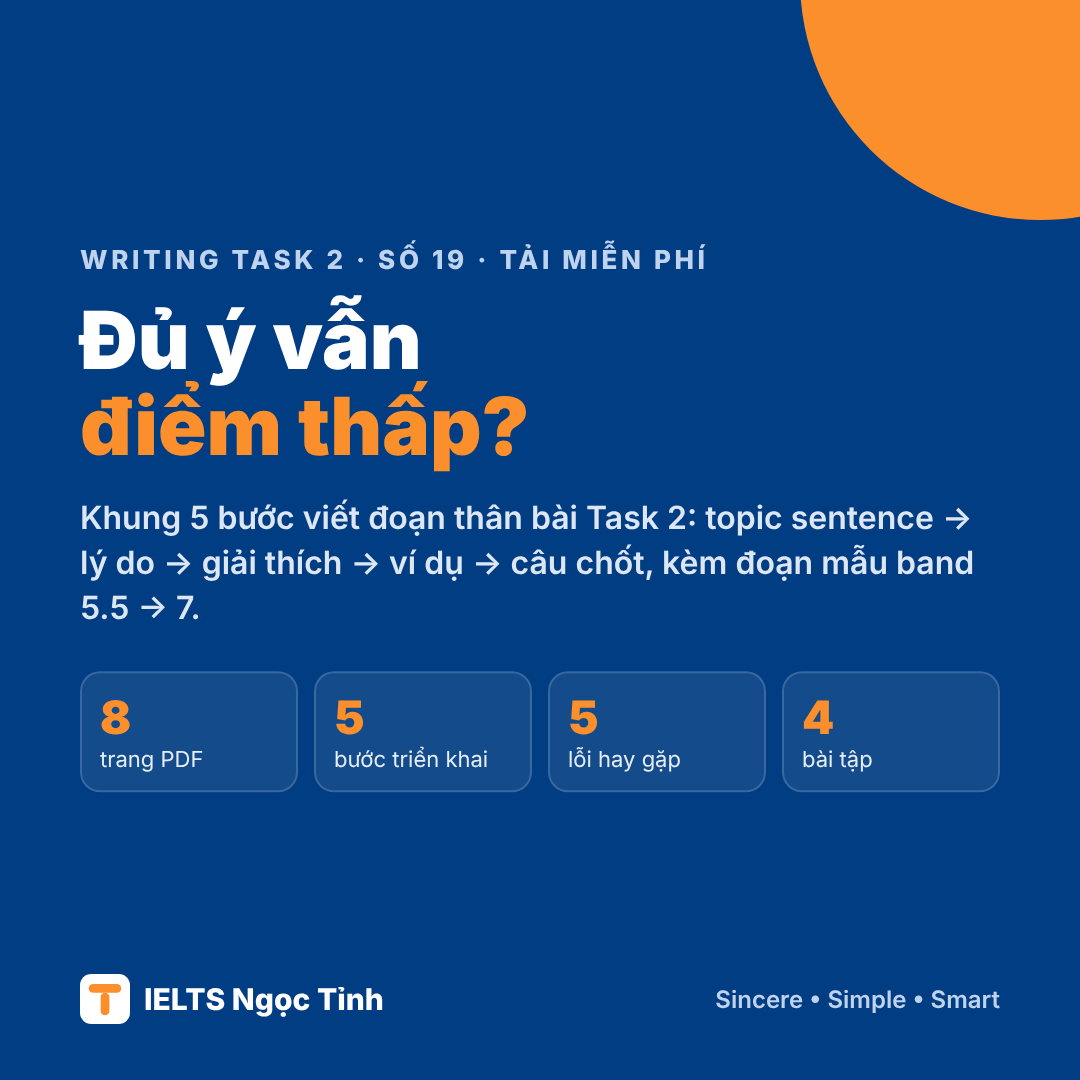 WRITING TASK 2 · SỐ 19 · TẢI MIỄN PHÍ
Đủ ý vẫn
điểm thấp?
Khung 5 bước viết đoạn thân bài Task 2: topic sentence →
lý do → giải thích → ví dụ → câu chốt, kèm đoạn mẫu band
5.5 → 7.
8
trang PDF
5
bước triển khai
5
lỗi hay gặp
4
bài tập
IELTS Ngọc Tỉnh
Sincere • Simple • Smart